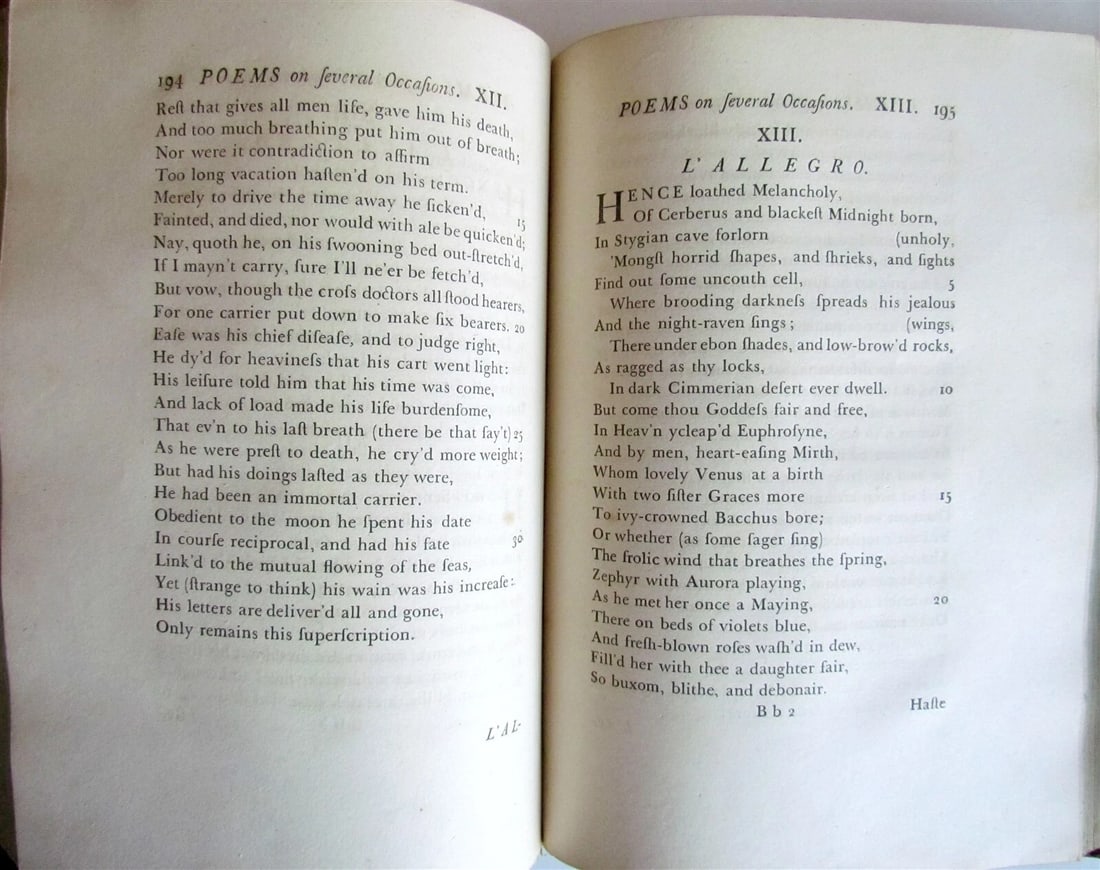 194 POEMS on ſeveral Occaſions. XII.
Reſt that gives all men life, gave him his death,
And too much breathing put him out of breath;
Nor were it contradiction to affirm
Too long vacation haſten'd on his term.
Merely to drive the time away he ſicken'd, 15
Fainted, and died, nor would with ale be quicken'd;
Nay, quoth he, on his ſwooning bed out-ſtretch'd,
If I mayn't carry, ſure I'll ne'er be fetch'd,
But vow, though the croſs doctors all ſtood hearers,
For one carrier put down to make ſix bearers. 20
Eaſe was his chief diſeaſe, and to judge right,
He dy'd for heavineſs that his cart went light:
His leiſure told him that his time was come,
And lack of load made his life burdenſome,
That ev'n to his laſt breath (there be that ſay't) 25
As he were preſt to death, he cry'd more weight;
But had his doings laſted as they were,
He had been an immortal carrier.
Obedient to the moon he ſpent his date
In courſe reciprocal, and had his fate 30
Link'd to the mutual flowing of the ſeas,
Yet (ſtrange to think) his wain was his increaſe:
His letters are deliver'd all and gone,
Only remains this ſuperſcription.
L'AL-
POEMS on ſeveral Occaſions. XIII. 195
XIII.
L'ALLEGRO.
HENCE loathed Melancholy,
Of Cerberus and blackeſt Midnight born,
In Stygian cave forlorn (unholy,
'Mongſt horrid ſhapes, and ſhrieks, and ſights
Find out ſome uncouth cell, 5
Where brooding darkneſs ſpreads his jealous
And the night-raven ſings; (wings,
There under ebon ſhades, and low-brow'd rocks,
As ragged as thy locks,
In dark Cimmerian deſert ever dwell. 10
But come thou Goddeſs fair and free,
In Heav'n ycleap'd Euphroſyne,
And by men, heart-eaſing Mirth,
Whom lovely Venus at a birth
With two ſiſter Graces more 15
To ivy-crowned Bacchus bore;
Or whether (as ſome ſager ſing)
The frolic wind that breathes the ſpring,
Zephyr with Aurora playing,
As he met her once a Maying, 20
There on beds of violets blue,
And freſh-blown roſes waſh'd in dew,
Fill'd her with thee a daughter fair,
So buxom, blithe, and debonair.
B b 2 Haſte